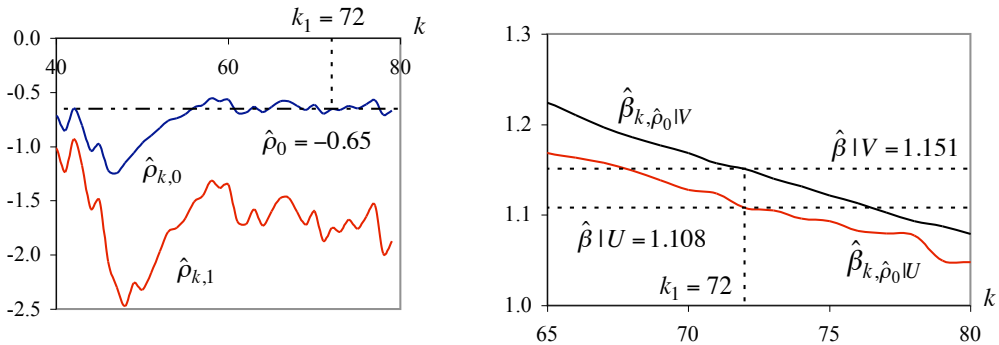 k₁ = 72
k
0.0
40
60
80
-0.5
ρ̂₀ = −0.65
-1.0
ρ̂ₖ,₀
-1.5
-2.0
ρ̂ₖ,₁
-2.5
1.3
β̂ₖ,ρ̂₀|V
1.2
β̂ | V = 1.151
1.1
β̂ | U = 1.108
β̂ₖ,ρ̂₀|U
k₁ = 72
1.0
k
65
70
75
80